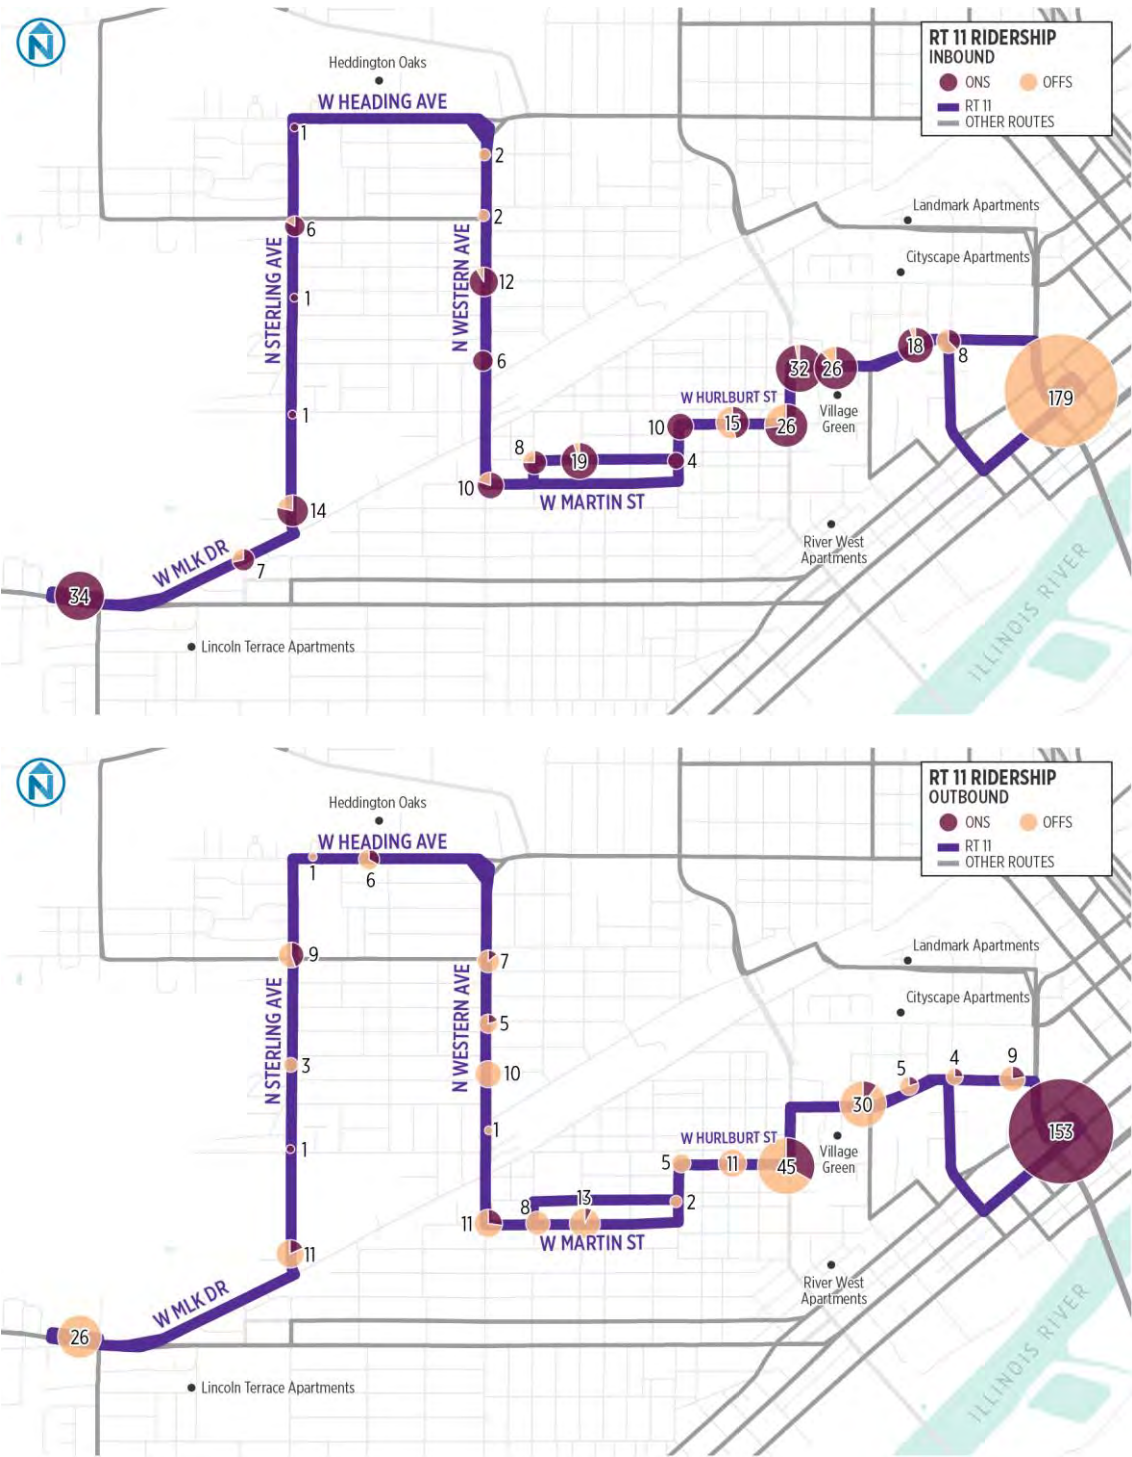 N
RT 11 RIDERSHIP
INBOUND
ONS
OFFS
RT 11
OTHER ROUTES
Heddington Oaks
W HEADING AVE
1
2
2
6
N STERLING AVE
N WESTERN AVE
12
1
6
1
14
W MLK DR
7
34
Lincoln Terrace Apartments
Landmark Apartments
Cityscape Apartments
18
8
32
26
179
Village
Green
W HURLBURT ST
10
15
26
8
19
4
10
W MARTIN ST
River West
Apartments
ILLINOIS RIVER
N
RT 11 RIDERSHIP
OUTBOUND
ONS
OFFS
RT 11
OTHER ROUTES
Heddington Oaks
W HEADING AVE
1
6
9
7
N STERLING AVE
N WESTERN AVE
5
3
10
1
1
11
W MLK DR
26
Lincoln Terrace Apartments
Landmark Apartments
Cityscape Apartments
5
4
9
30
153
Village
Green
W HURLBURT ST
5
11
45
13
8
2
11
W MARTIN ST
River West
Apartments
ILLINOIS RIVER